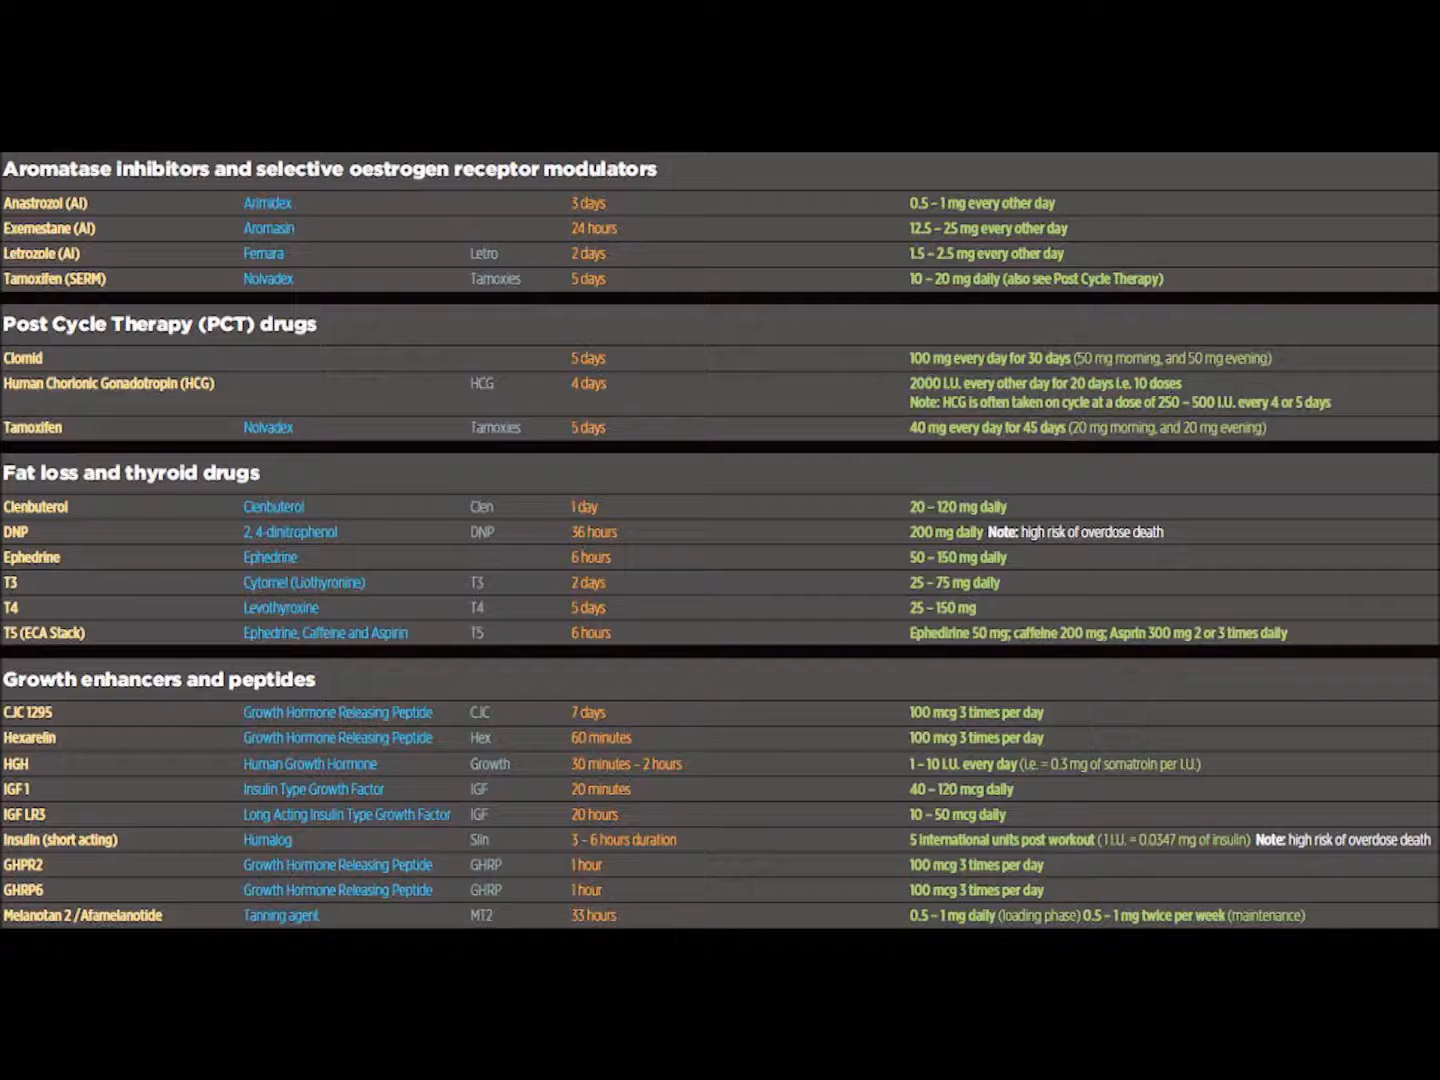 Aromatase inhibitors and selective oestrogen receptor modulators
Anastrozol (AI) Arimidex 3 days 0.5 – 1 mg every other day
Exemestane (AI) Aromasin 24 hours 12.5 – 25 mg every other day
Letrozole (AI) Femara Letro 2 days 1.5 – 2.5 mg every other day
Tamoxifen (SERM) Nolvadex Tamoxies 5 days 10 – 20 mg daily (also see Post Cycle Therapy)
Post Cycle Therapy (PCT) drugs
Clomid 5 days 100 mg every day for 30 days (50 mg morning, and 50 mg evening)
Human Chorionic Gonadotropin (HCG) HCG 4 days 2000 I.U. every other day for 20 days i.e. 10 doses
Note: HCG is often taken on cycle at a dose of 250 – 500 I.U. every 4 or 5 days
Tamoxifen Nolvadex Tamoxies 5 days 40 mg every day for 45 days (20 mg morning, and 20 mg evening)
Fat loss and thyroid drugs
Clenbuterol Clenbuterol Clen 1 day 20 – 120 mg daily
DNP 2, 4-dinitrophenol DNP 36 hours 200 mg daily Note: high risk of overdose death
Ephedrine Ephedrine 6 hours 50 – 150 mg daily
T3 Cytomel (Liothyronine) T3 2 days 25 – 75 mg daily
T4 Levothyroxine T4 5 days 25 – 150 mg
T5 (ECA Stack) Ephedrine, Caffeine and Aspirin T5 6 hours Ephedirine 50 mg; caffeine 200 mg; Asprin 300 mg 2 or 3 times daily
Growth enhancers and peptides
CJC 1295 Growth Hormone Releasing Peptide CJC 7 days 100 mcg 3 times per day
Hexarelin Growth Hormone Releasing Peptide Hex 60 minutes 100 mcg 3 times per day
HGH Human Growth Hormone Growth 30 minutes – 2 hours 1 – 10 I.U. every day (i.e. = 0.3 mg of somatroin per I.U.)
IGF 1 Insulin Type Growth Factor IGF 20 minutes 40 – 120 mcg daily
IGF LR3 Long Acting Insulin Type Growth Factor IGF 20 hours 10 – 50 mcg daily
Insulin (short acting) Humalog Slin 3 – 6 hours duration 5 international units post workout (1 I.U. = 0.0347 mg of insulin) Note: high risk of overdose death
GHPR2 Growth Hormone Releasing Peptide GHRP 1 hour 100 mcg 3 times per day
GHRP6 Growth Hormone Releasing Peptide GHRP 1 hour 100 mcg 3 times per day
Melanotan 2 /Afamelanotide Tanning agent MT2 33 hours 0.5 – 1 mg daily (loading phase) 0.5 – 1 mg twice per week (maintenance)